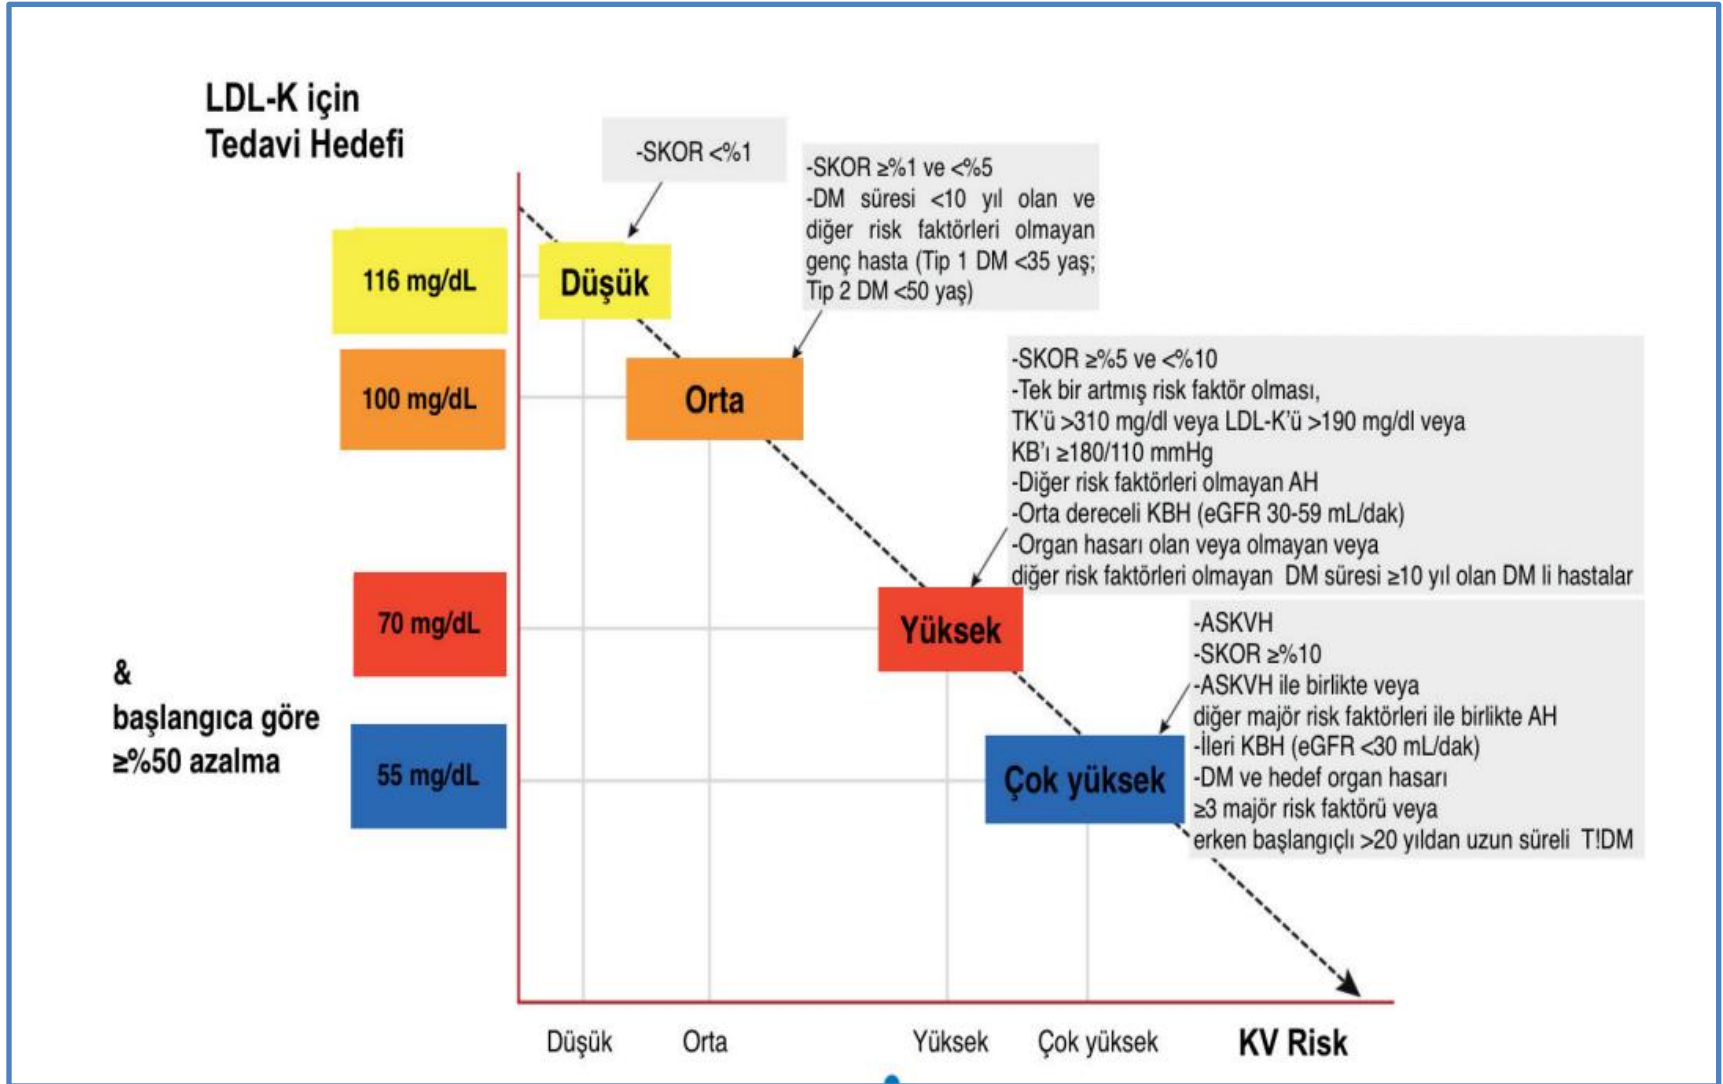 LDL-K için
Tedavi Hedefi
-SKOR <%1
-SKOR ≥%1 ve <%5
-DM süresi <10 yıl olan ve
diğer risk faktörleri olmayan
genç hasta (Tip 1 DM <35 yaş;
Tip 2 DM <50 yaş)
116 mg/dL
Düşük
100 mg/dL
Orta
-SKOR ≥%5 ve <%10
-Tek bir artmış risk faktör olması,
TK'ü >310 mg/dl veya LDL-K'ü >190 mg/dl veya
KB'ı ≥180/110 mmHg
-Diğer risk faktörleri olmayan AH
-Orta dereceli KBH (eGFR 30-59 mL/dak)
-Organ hasarı olan veya olmayan veya
diğer risk faktörleri olmayan DM süresi ≥10 yıl olan DM li hastalar
70 mg/dL
Yüksek
&
başlangıca göre
≥%50 azalma
55 mg/dL
Çok yüksek
-ASKVH
-SKOR ≥%10
-ASKVH ile birlikte veya
diğer majör risk faktörleri ile birlikte AH
-İleri KBH (eGFR <30 mL/dak)
-DM ve hedef organ hasarı
≥3 majör risk faktörü veya
erken başlangıçlı >20 yıldan uzun süreli T!DM
Düşük
Orta
Yüksek
Çok yüksek
KV Risk